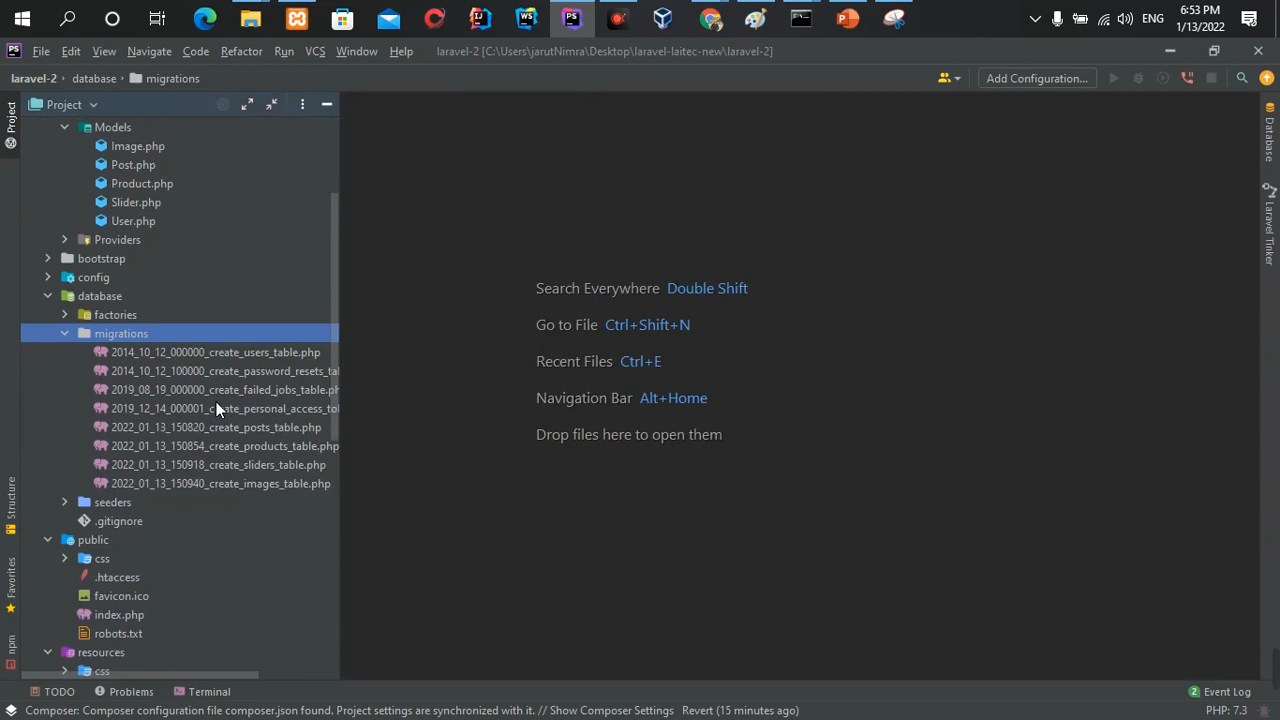 6:53 PM
ENG
1/13/2022
PS
File Edit View Navigate Code Refactor Run VCS Window Help laravel-2 [C:\Users\jarutNimra\Desktop\laravel-laitec-new\laravel-2]
laravel-2 database migrations
Add Configuration...
Project
Project
Models
Image.php
Post.php
Product.php
Slider.php
User.php
Providers
bootstrap
config
database
factories
migrations
2014_10_12_000000_create_users_table.php
2014_10_12_100000_create_password_resets_ta
2019_08_19_000000_create_failed_jobs_table.ph
2019_12_14_000001_create_personal_access_to
2022_01_13_150820_create_posts_table.php
2022_01_13_150854_create_products_table.php
2022_01_13_150918_create_sliders_table.php
2022_01_13_150940_create_images_table.php
seeders
.gitignore
public
css
.htaccess
favicon.ico
index.php
robots.txt
resources
css
Search Everywhere Double Shift
Go to File Ctrl+Shift+N
Recent Files Ctrl+E
Navigation Bar Alt+Home
Drop files here to open them
Database
Laravel Tinker
Structure
Favorites
npm
TODO Problems Terminal
2 Event Log
Composer: Composer configuration file composer.json found. Project settings are synchronized with it. // Show Composer Settings Revert (15 minutes ago)
PHP: 7.3